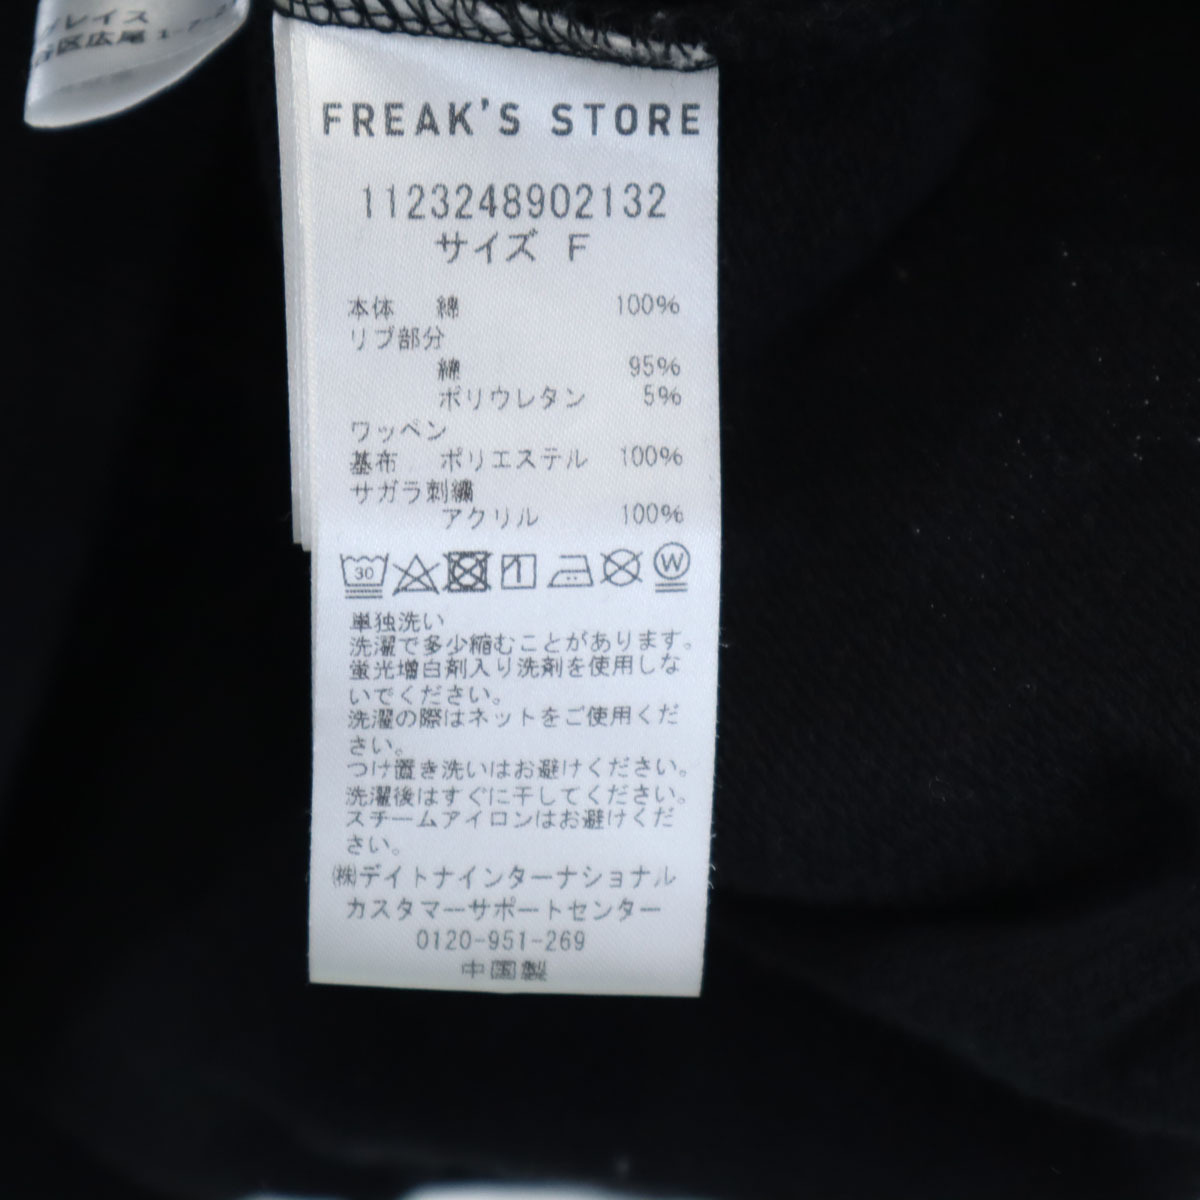 レイス
区広尾1-7-2
FREAK'S STORE
1123248902132
サイズ F
本体 綿 100%
リブ部分
綿 95%
ポリウレタン 5%
ワッペン
基布 ポリエステル 100%
サガラ刺繍
アクリル 100%
30
W
単独洗い
洗濯で多少縮むことがあります。
蛍光増白剤入り洗剤を使用しな
いでください。
洗濯の際はネットをご使用くだ
さい。
つけ置き洗いはお避けください。
洗濯後はすぐに干してください。
スチームアイロンはお避けくだ
さい。
㈱デイトナインターナショナル
カスタマーサポートセンター
0120-951-269
中国製